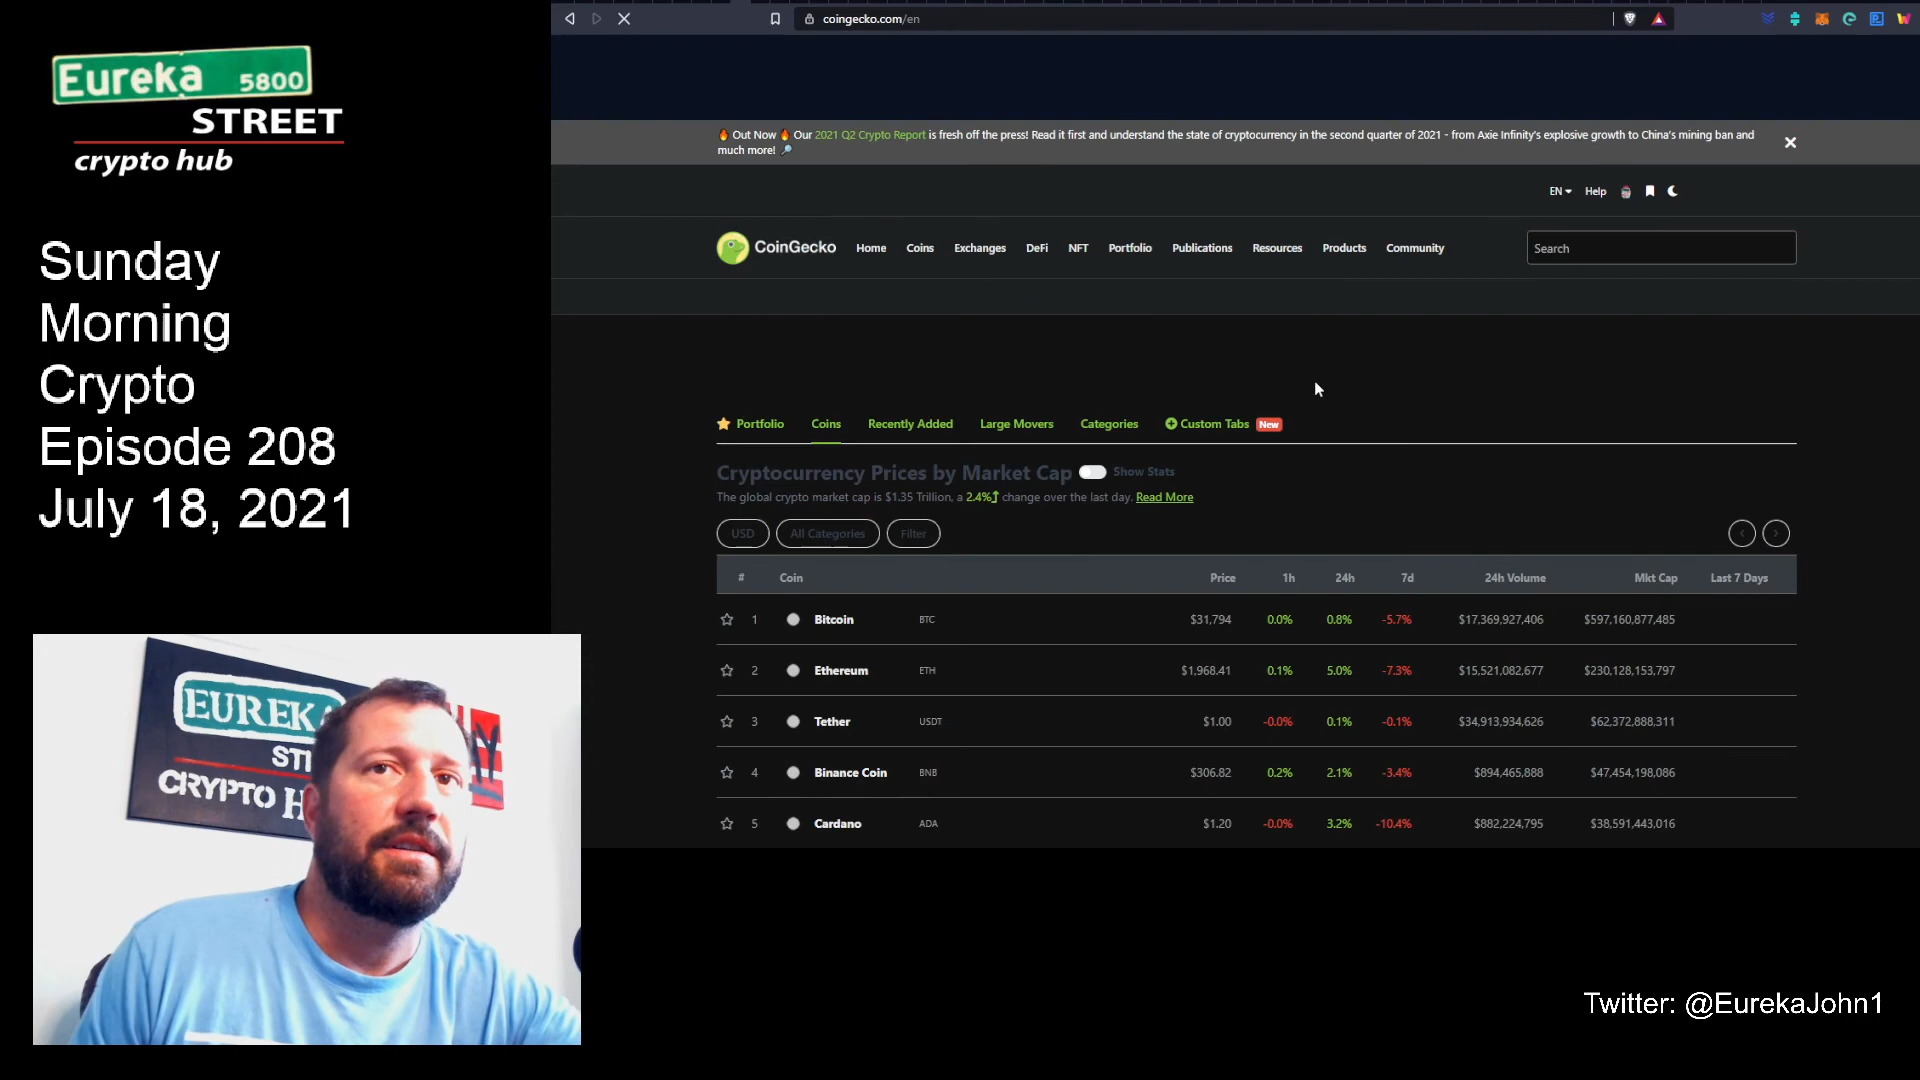 Eureka 5800
STREET
crypto hub
Sunday
Morning
Crypto
Episode 208
July 18, 2021
EUREKA
ST
CRYPTO H
coingecko.com/en
🔥 Out Now 🔥 Our 2021 Q2 Crypto Report is fresh off the press! Read it first and understand the state of cryptocurrency in the second quarter of 2021 - from Axie Infinity's explosive growth to China's mining ban and
much more! 🔎
EN Help
CoinGecko Home Coins Exchanges DeFi NFT Portfolio Publications Resources Products Community Search
Portfolio Coins Recently Added Large Movers Categories Custom Tabs New
Cryptocurrency Prices by Market Cap Show Stats
The global crypto market cap is $1.35 Trillion, a 2.4% change over the last day. Read More
USD All Categories Filter
# Coin Price 1h 24h 7d 24h Volume Mkt Cap Last 7 Days
1 Bitcoin BTC $31,794 0.0% 0.8% -5.7% $17,369,927,406 $597,160,877,485
2 Ethereum ETH $1,968.41 0.1% 5.0% -7.3% $15,521,082,677 $230,128,153,797
3 Tether USDT $1.00 -0.0% 0.1% -0.1% $34,913,934,626 $62,372,888,311
4 Binance Coin BNB $306.82 0.2% 2.1% -3.4% $894,465,888 $47,454,198,086
5 Cardano ADA $1.20 -0.0% 3.2% -10.4% $882,224,795 $38,591,443,016
Twitter: @EurekaJohn1